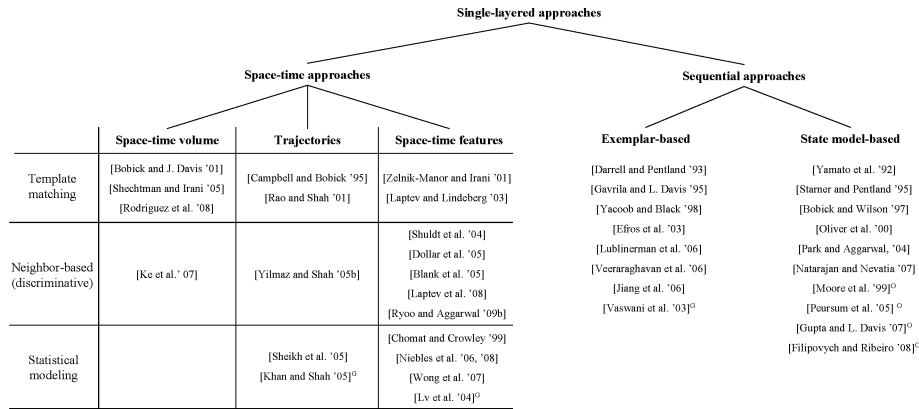 Single-layered approaches
Space-time approaches
Sequential approaches
Space-time volume
Trajectories
Space-time features
Exemplar-based
State model-based
Template
matching
[Bobick and J. Davis '01]
[Shechtman and Irani '05]
[Rodriguez et al. '08]
[Campbell and Bobick '95]
[Rao and Shah '01]
[Zelnik-Manor and Irani '01]
[Laptev and Lindeberg '03]
Neighbor-based
(discriminative)
[Ke et al.' 07]
[Yilmaz and Shah '05b]
[Shuldt et al. '04]
[Dollar et al. '05]
[Blank et al. '05]
[Laptev et al. '08]
[Ryoo and Aggarwal '09b]
Statistical
modeling
[Sheikh et al. '05]
[Khan and Shah '05]G
[Chomat and Crowley '99]
[Niebles et al. '06, '08]
[Wong et al. '07]
[Lv et al. '04]G
[Darrell and Pentland '93]
[Gavrila and L. Davis '95]
[Yacoob and Black '98]
[Efros et al. '03]
[Lublinerman et al. '06]
[Veeraraghavan et al. '06]
[Jiang et al. '06]
[Vaswani et al. '03]G
[Yamato et al. '92]
[Starner and Pentland '95]
[Bobick and Wilson '97]
[Oliver et al. '00]
[Park and Aggarwal, '04]
[Natarajan and Nevatia '07]
[Moore et al. '99]O
[Peursum et al. '05] O
[Gupta and L. Davis '07]O
[Filipovych and Ribeiro '08]O